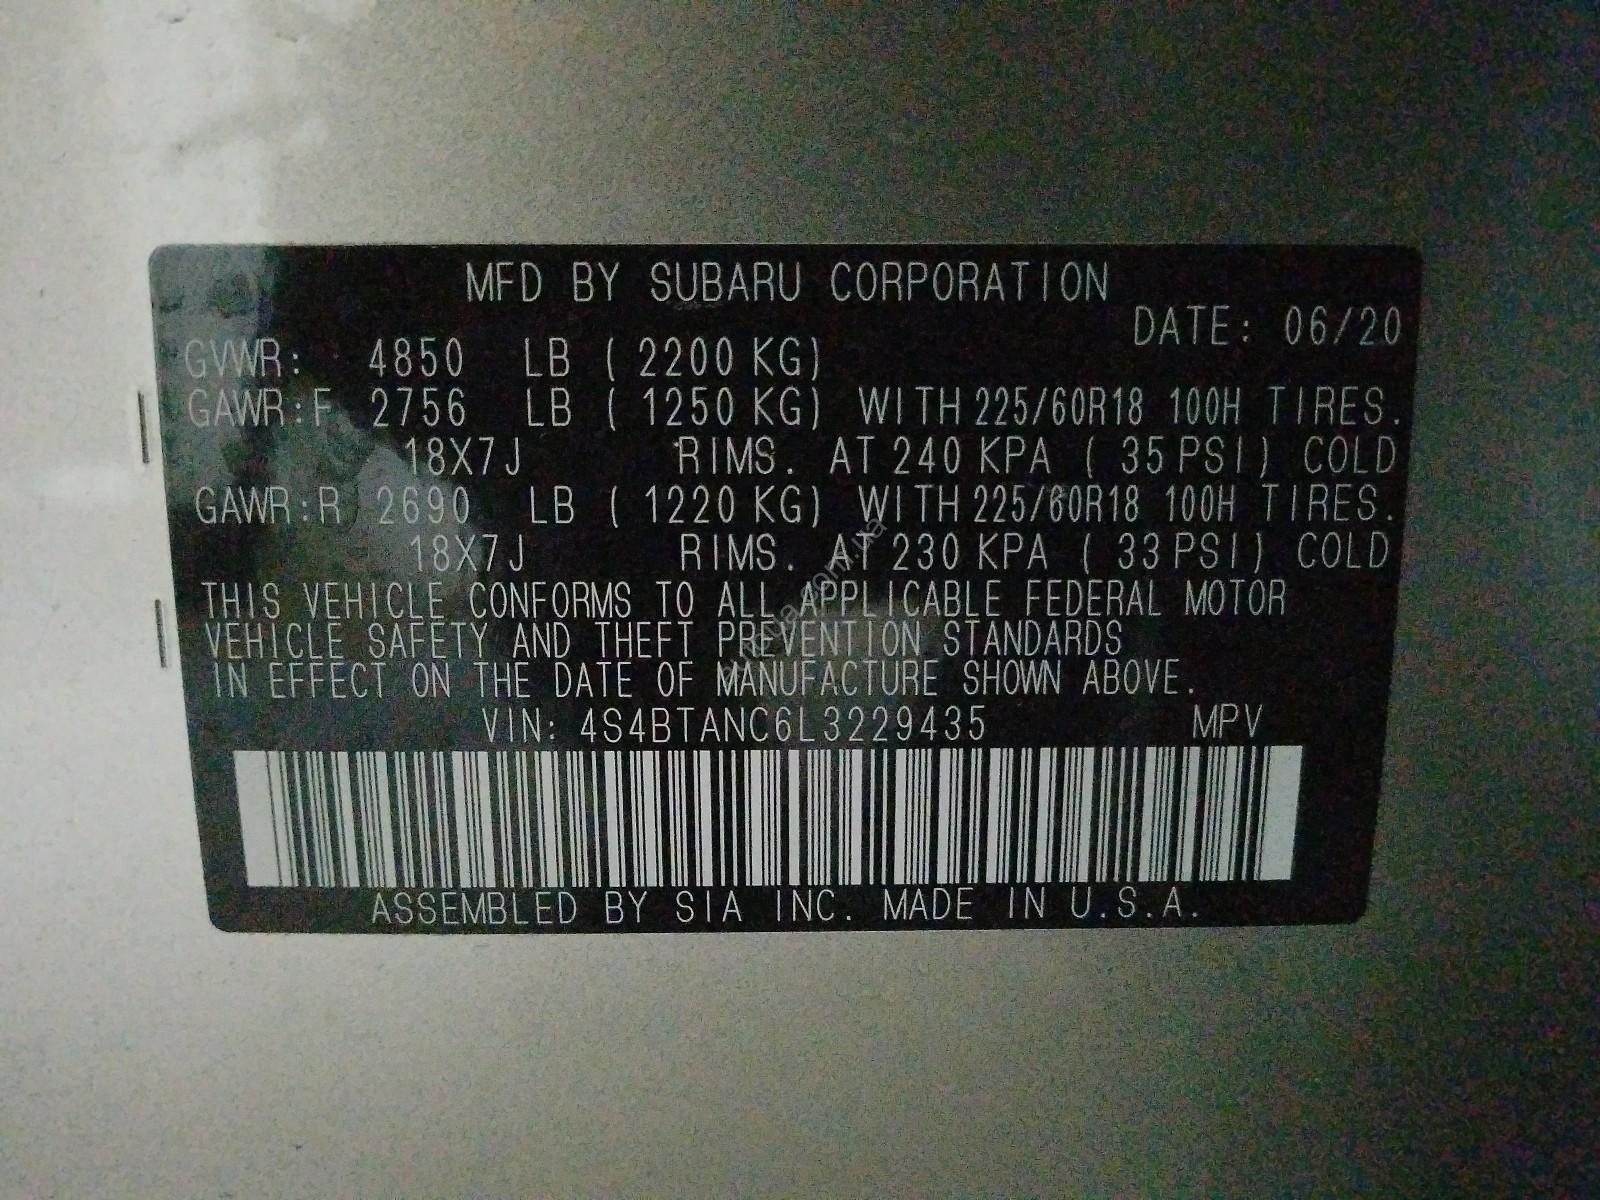 MFD BY SUBARU CORPORATION
DATE: 06/20
GVWR: 4850 LB ( 2200 KG)
GAWR:F 2756 LB ( 1250 KG) WITH 225/60R18 100H TIRES.
18X7J RIMS. AT 240 KPA ( 35 PSI) COLD
GAWR:R 2690 LB ( 1220 KG) WITH 225/60R18 100H TIRES.
18X7J RIMS. AT 230 KPA ( 33 PSI) COLD
THIS VEHICLE CONFORMS TO ALL APPLICABLE FEDERAL MOTOR
VEHICLE SAFETY AND THEFT PREVENTION STANDARDS
IN EFFECT ON THE DATE OF MANUFACTURE SHOWN ABOVE.
VIN: 4S4BTANC6L3229435 MPV
ASSEMBLED BY SIA INC. MADE IN U.S.A.